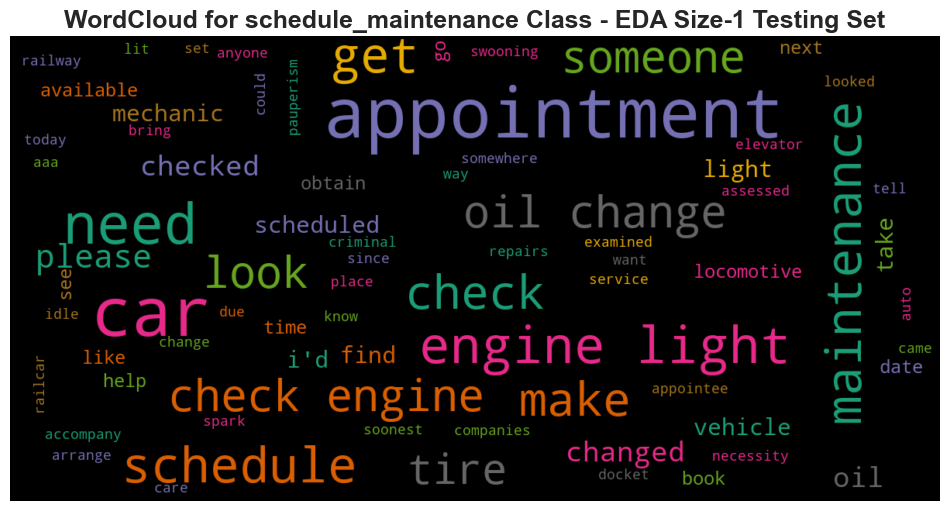 WordCloud for schedule_maintenance Class - EDA Size-1 Testing Set
railway
lit
set
anyone
get
go
swooning
someone
next
available
could
pauperism
appointment
looked
mechanic
bring
today
aaa
checked
somewhere
way
obtain
elevator
light
assessed
maintenance
tell
need
scheduled
oil change
take
please
criminal
since
repairs
examined
want
service
locomotive
see
look
place
check
auto
idle
car
due
time
know
change
engine light
came
like
i'd
find
date
railcar
help
check engine
make
appointee
spark
soonest
companies
vehicle
accompany
arrange
schedule
tire
changed
necessity
care
docket
book
oil